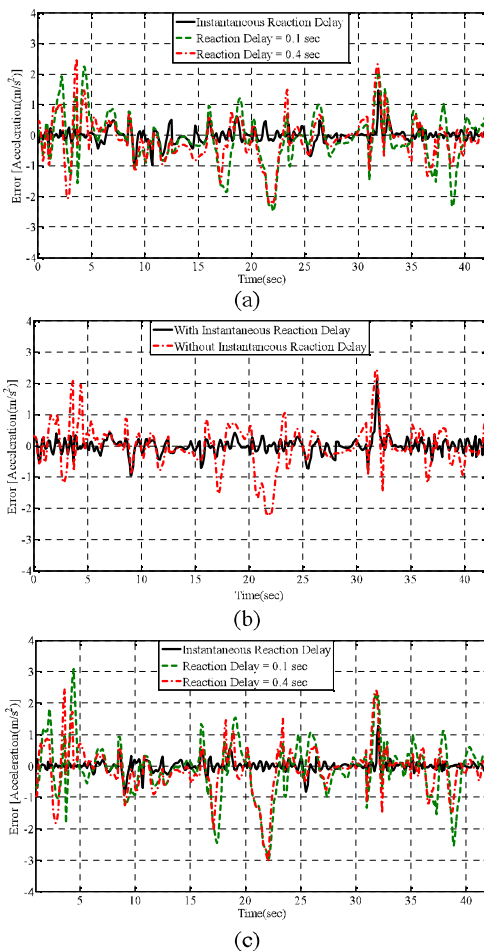 Instantaneous Reaction Delay
Reaction Delay = 0.1 sec
Reaction Delay = 0.4 sec
Error [Acceleration(m/s²)]
4
3
2
1
0
-1
-2
-3
-4
0 5 10 15 20 25 30 35 40
Time(sec)
(a)
With Instantaneous Reaction Delay
Without Instantaneous Reaction Delay
Error [Acceleration(m/s²)]
4
3
2
1
0
-1
-2
-3
-4
0 5 10 15 20 25 30 35 40
Time(sec)
(b)
Instantaneous Reaction Delay
Reaction Delay = 0.1 sec
Reaction Delay = 0.4 sec
Error [Acceleration(m/s²)]
4
3
2
1
0
-1
-2
-3
-4
5 10 15 20 25 30 35 40
Time(sec)
(c)